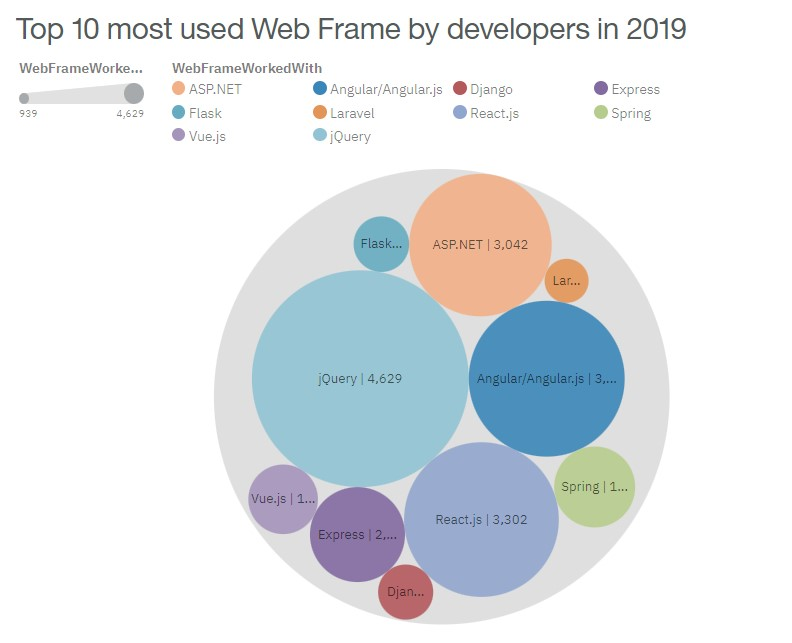 Top 10 most used Web Frame by developers in 2019
WebFrameWorke... WebFrameWorkedWith
ASP.NET Angular/Angular.js Django Express
939 4,629 Flask Laravel React.js Spring
Vue.js jQuery
Flask... ASP.NET | 3,042
Lar...
jQuery | 4,629 Angular/Angular.js | 3,...
Spring | 1...
Vue.js | 1...
React.js | 3,302
Express | 2,...
Djan...